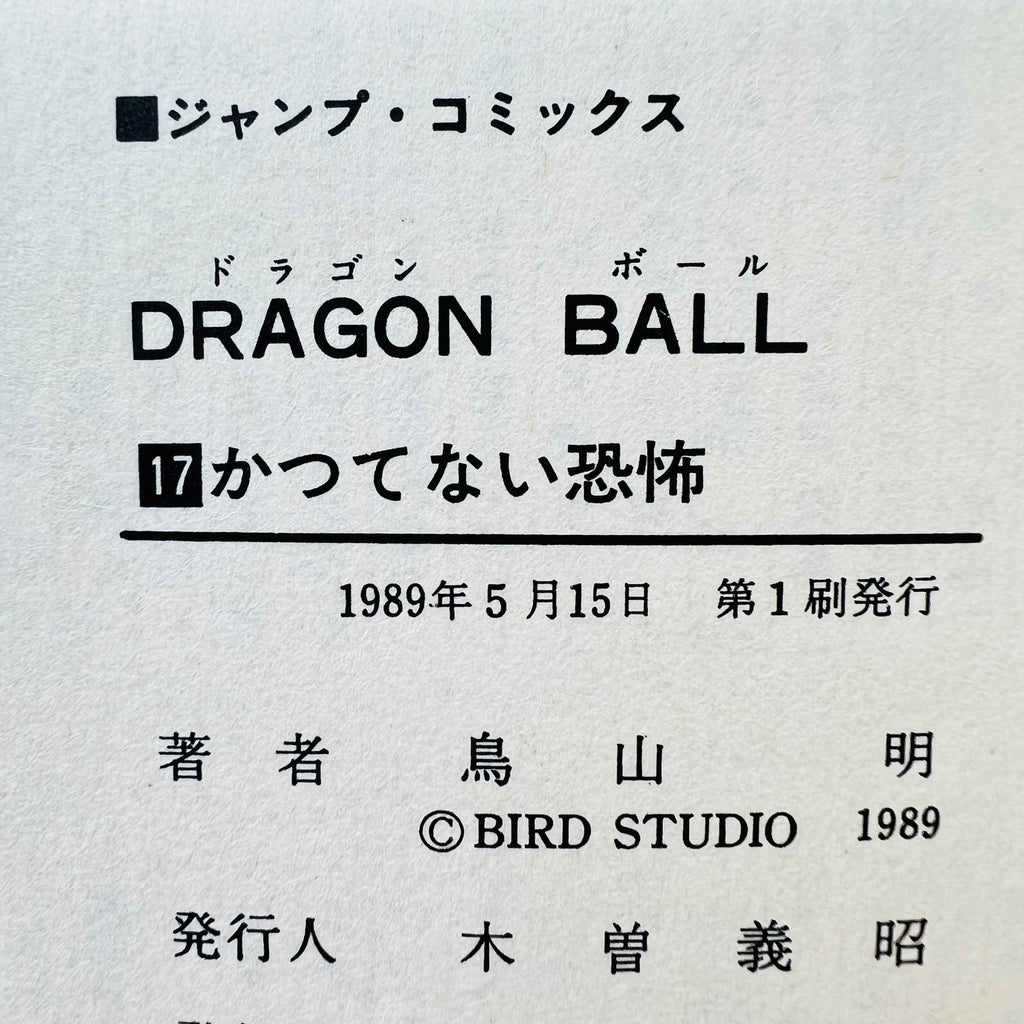 ■ジャンプ・コミックス
ドラゴン ボール
DRAGON BALL
17かつてない恐怖
1989年5月15日 第1刷発行
著者 鳥山明
©BIRD STUDIO 1989
発行人 木曽義昭